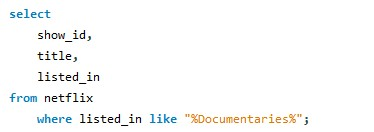 select
show_id,
title,
listed_in
from netflix
where listed_in like "%Documentaries%";